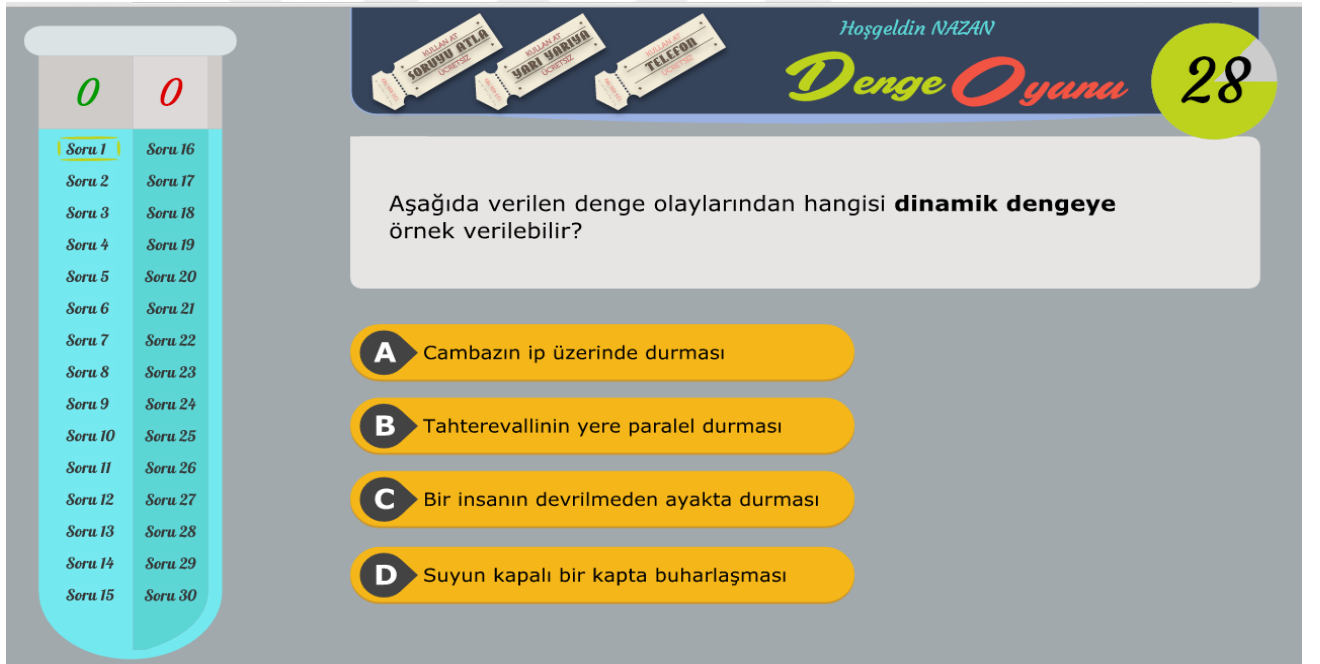 KULLAN AT
SORUYU ATLA
ÜCRETSİZ
KULLAN AT
YARI YARIYA
ÜCRETSİZ
KULLAN AT
TELEFON
ÜCRETSİZ
Hoşgeldin NAZAN
Denge Oyunu
28
0 0
Soru 1 Soru 16
Soru 2 Soru 17
Soru 3 Soru 18
Soru 4 Soru 19
Soru 5 Soru 20
Soru 6 Soru 21
Soru 7 Soru 22
Soru 8 Soru 23
Soru 9 Soru 24
Soru 10 Soru 25
Soru 11 Soru 26
Soru 12 Soru 27
Soru 13 Soru 28
Soru 14 Soru 29
Soru 15 Soru 30
Aşağıda verilen denge olaylarından hangisi dinamik dengeye
örnek verilebilir?
A Cambazın ip üzerinde durması
B Tahterevallinin yere paralel durması
C Bir insanın devrilmeden ayakta durması
D Suyun kapalı bir kapta buharlaşması